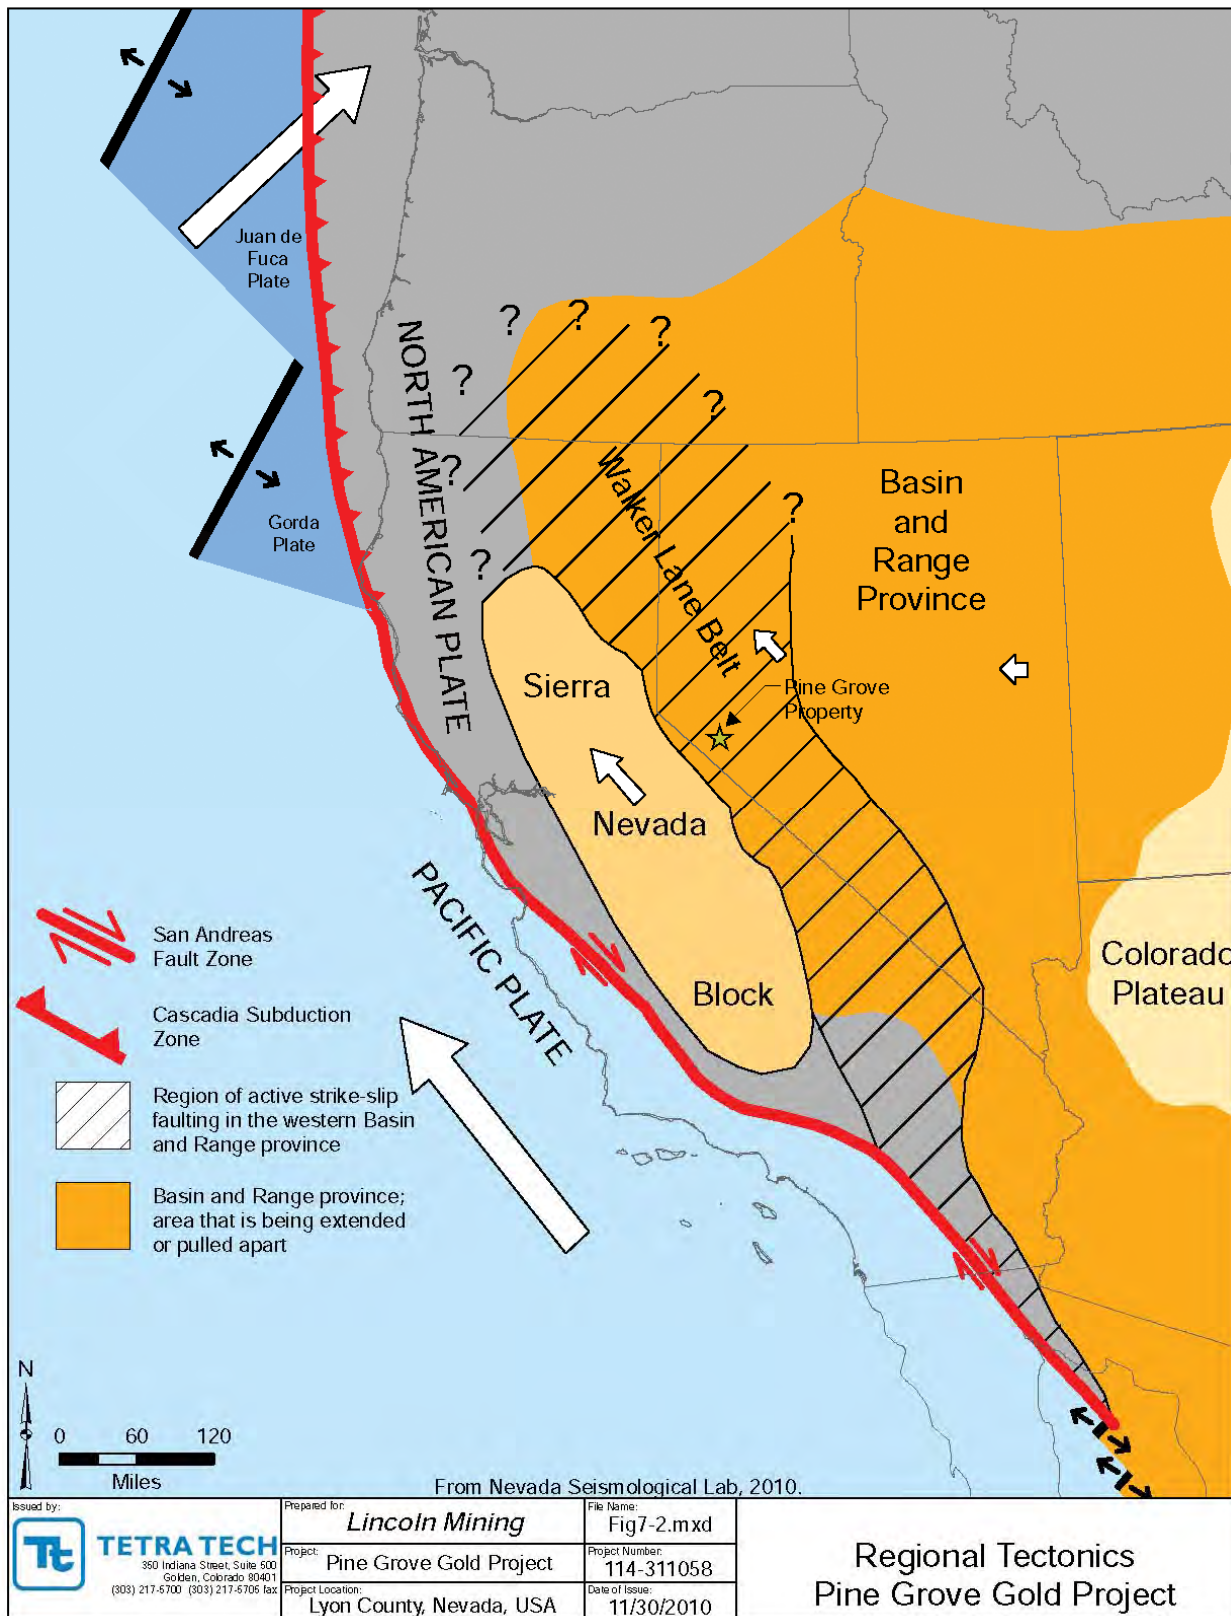 Juan de
Fuca
Plate
?
?
?
?
?
?
?
?
NORTH AMERICAN PLATE
Walker Lane Belt
Basin
and
Range
Province
Gorda
Plate
Sierra
Nevada
Block
Pine Grove
Property
PACIFIC PLATE
Colorado
Plateau
San Andreas
Fault Zone
Cascadia Subduction
Zone
Region of active strike-slip
faulting in the western Basin
and Range province
Basin and Range province;
area that is being extended
or pulled apart
N
0 60 120
Miles
From Nevada Seismological Lab, 2010.
Issued by:
Tt
TETRA TECH
350 Indiana Street, Suite 500
Golden, Colorado 80401
(303) 217-5700 (303) 217-5705 fax
Prepared for:
Lincoln Mining
Project:
Pine Grove Gold Project
Project Location:
Lyon County, Nevada, USA
File Name:
Fig7-2.mxd
Project Number:
114-311058
Date of Issue:
11/30/2010
Regional Tectonics
Pine Grove Gold Project